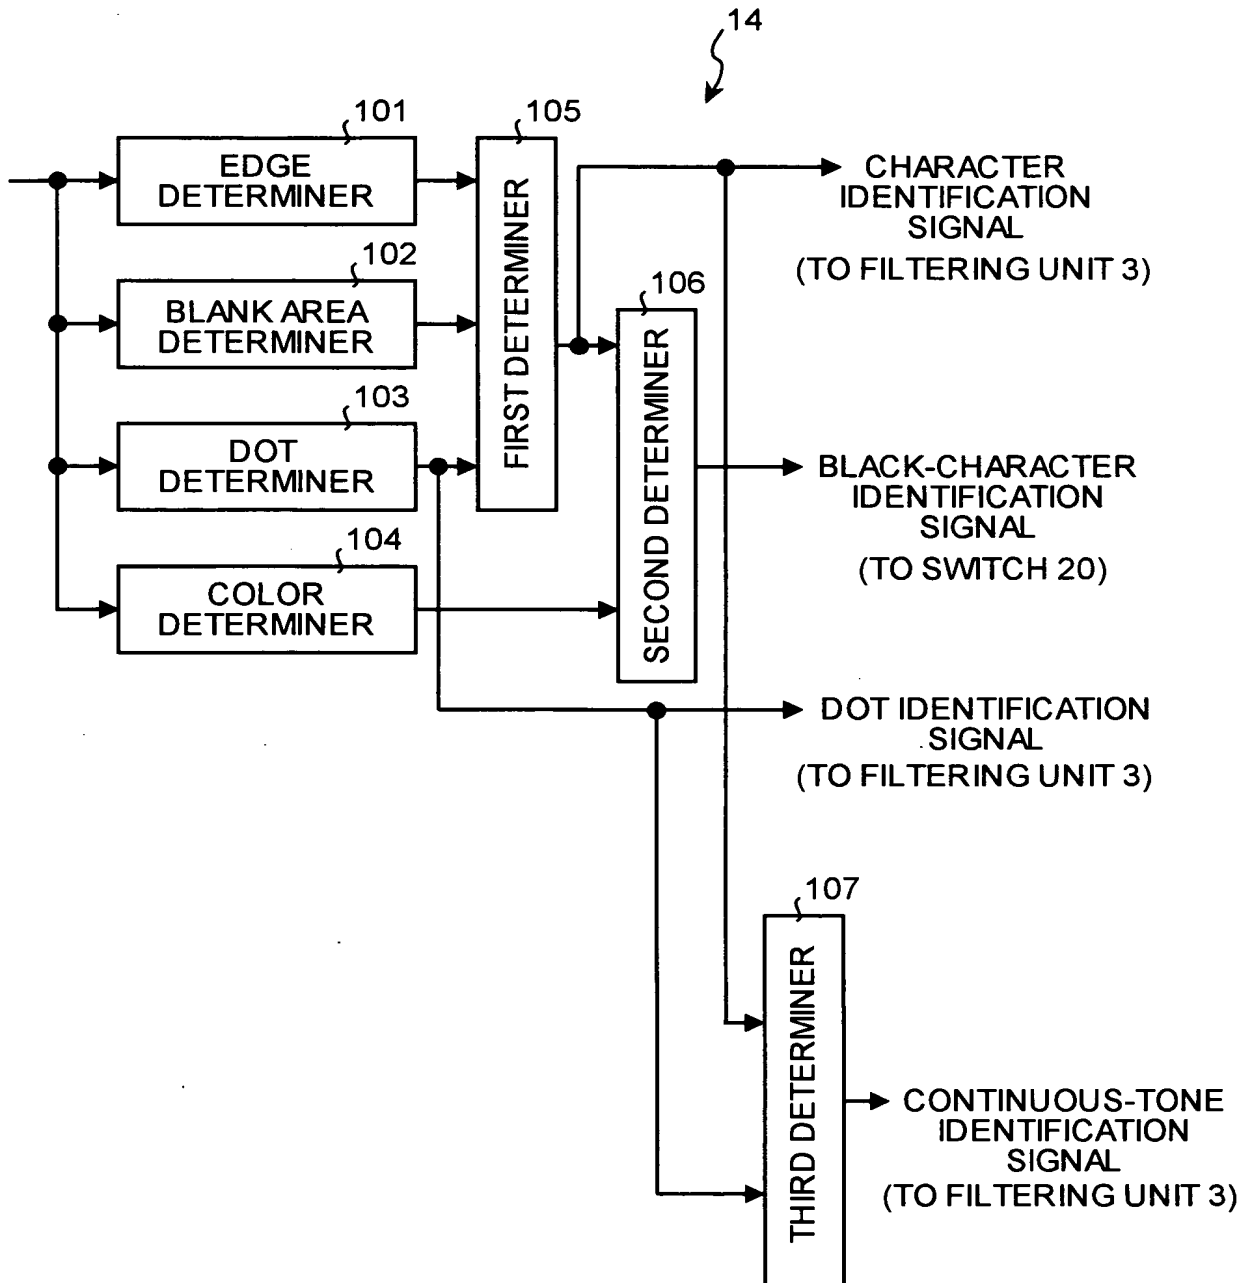 14
101
EDGE
DETERMINER
102
BLANK AREA
DETERMINER
103
DOT
DETERMINER
104
COLOR
DETERMINER
105
FIRST DETERMINER
106
SECOND DETERMINER
CHARACTER
IDENTIFICATION
SIGNAL
(TO FILTERING UNIT 3)
BLACK-CHARACTER
IDENTIFICATION
SIGNAL
(TO SWITCH 20)
DOT IDENTIFICATION
SIGNAL
(TO FILTERING UNIT 3)
107
THIRD DETERMINER
CONTINUOUS-TONE
IDENTIFICATION
SIGNAL
(TO FILTERING UNIT 3)